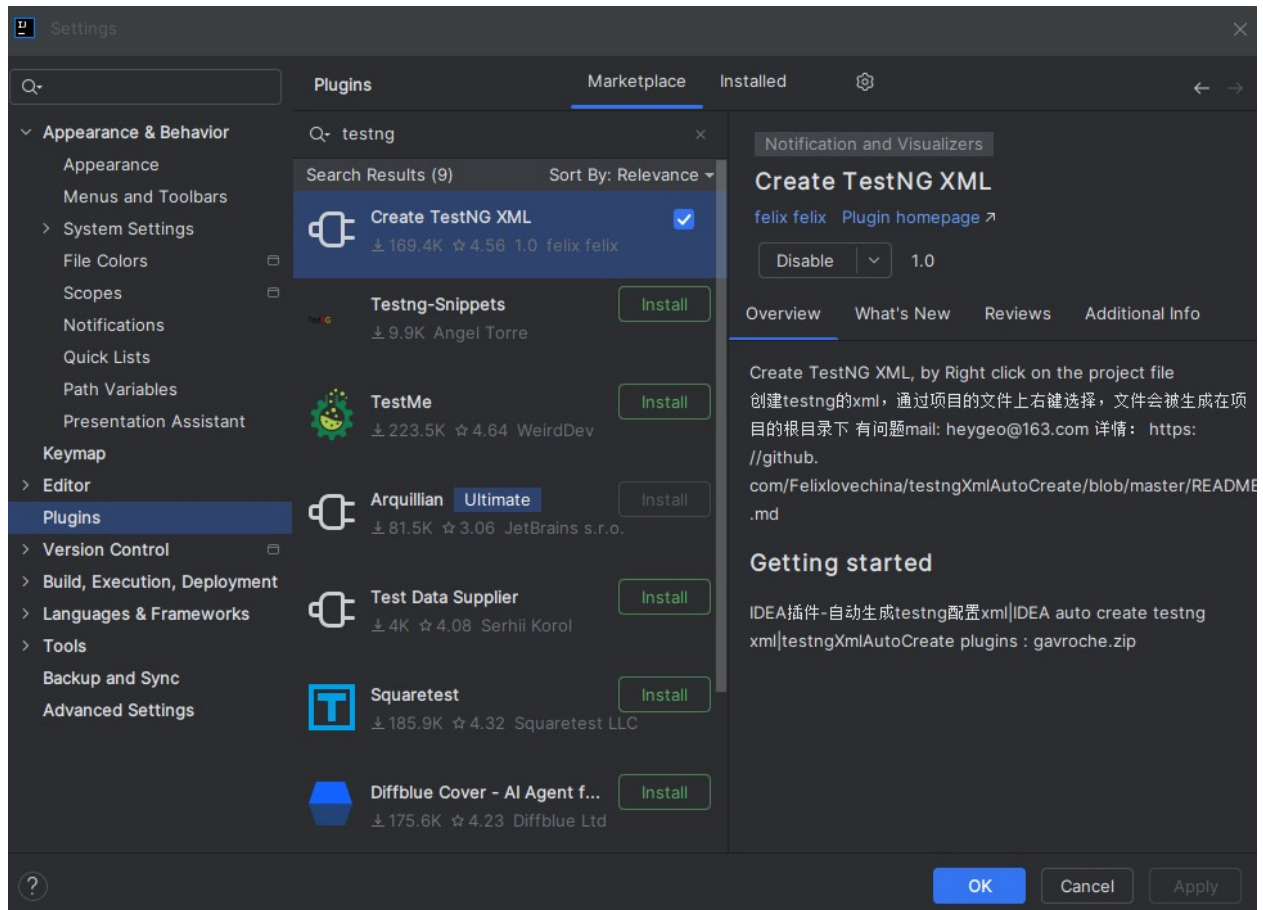 Settings
Plugins
Marketplace
Installed
Appearance & Behavior
Appearance
Menus and Toolbars
System Settings
File Colors
Scopes
Notifications
Quick Lists
Path Variables
Presentation Assistant
Keymap
Editor
Plugins
Version Control
Build, Execution, Deployment
Languages & Frameworks
Tools
Backup and Sync
Advanced Settings
testng
Search Results (9) Sort By: Relevance
Create TestNG XML
169.4K 4.56 1.0 felix felix
Testng-Snippets
Install
9.9K Angel Torre
TestMe
Install
223.5K 4.64 WeirdDev
Arquillian Ultimate
Install
81.5K 3.06 JetBrains s.r.o.
Test Data Supplier
Install
4K 4.08 Serhii Korol
Squaretest
Install
185.9K 4.32 Squaretest LLC
Diffblue Cover - AI Agent f...
Install
175.6K 4.23 Diffblue Ltd
Notification and Visualizers
Create TestNG XML
felix felix Plugin homepage
Disable 1.0
Overview What's New Reviews Additional Info
Create TestNG XML, by Right click on the project file
创建testng的xml，通过项目的文件上右鍵选择，文件会被生成在项
目的根目录下 有问题mail: heygeo@163.com 详情： https:
//github.
com/Felixlovechina/testngXmlAutoCreate/blob/master/README
.md
Getting started
IDEA插件-自动生成testng配置xml|IDEA auto create testng
xml|testngXmlAutoCreate plugins : gavroche.zip
?
OK Cancel Apply